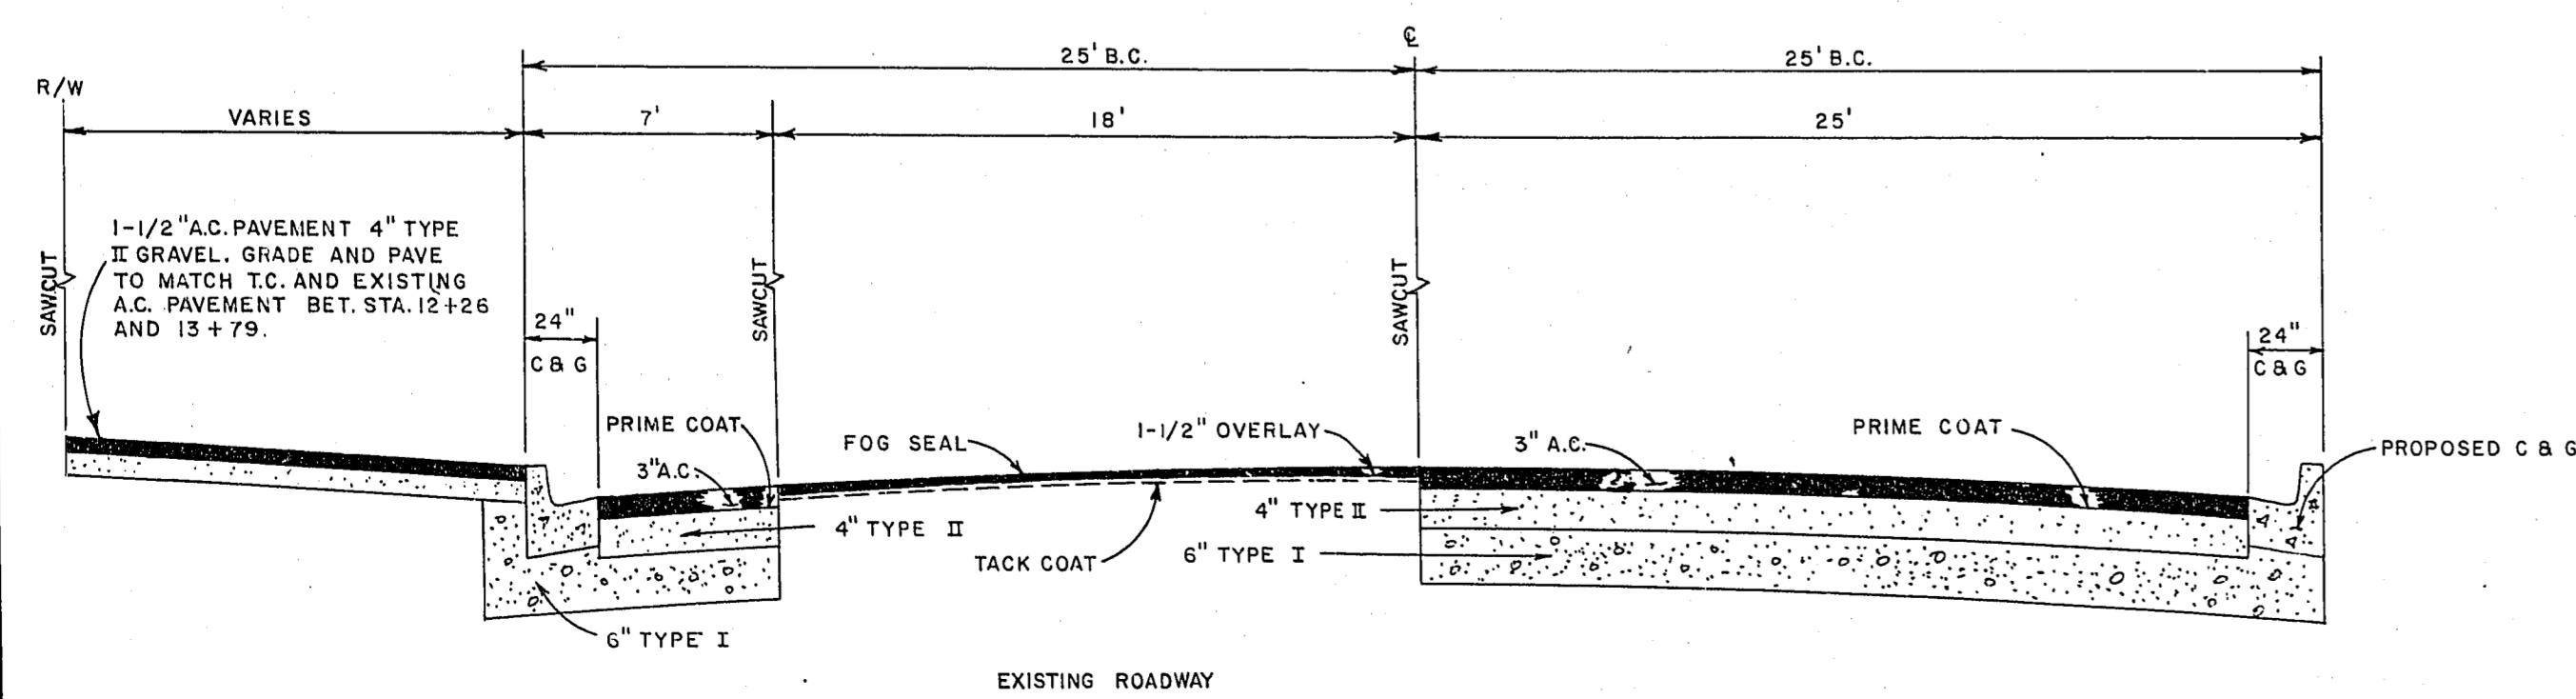 ℄
25' B.C.
25' B.C.
R/W
VARIES
7'
18'
25'
1-1/2" A.C. PAVEMENT 4" TYPE
II GRAVEL. GRADE AND PAVE
TO MATCH T.C. AND EXISTING
A.C. PAVEMENT BET. STA. 12+26
AND 13+79.
SAWCUT
SAWCUT
SAWCUT
24"
C & G
24"
C & G
PRIME COAT
3" A.C.
FOG SEAL
1-1/2" OVERLAY
3" A.C.
PRIME COAT
PROPOSED C & G
4" TYPE II
4" TYPE II
TACK COAT
6" TYPE I
6" TYPE I
EXISTING ROADWAY